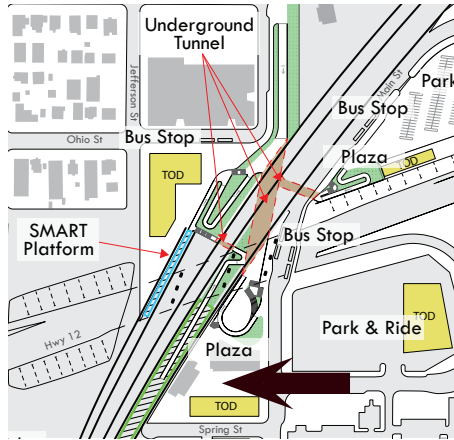 Underground
Tunnel
Jefferson St
Main St
Park
Bus Stop
Ohio St
Bus Stop
Plaza
TOD
TOD
SMART
Platform
Bus Stop
Hwy 12
Park & Ride
TOD
Plaza
TOD
Spring St